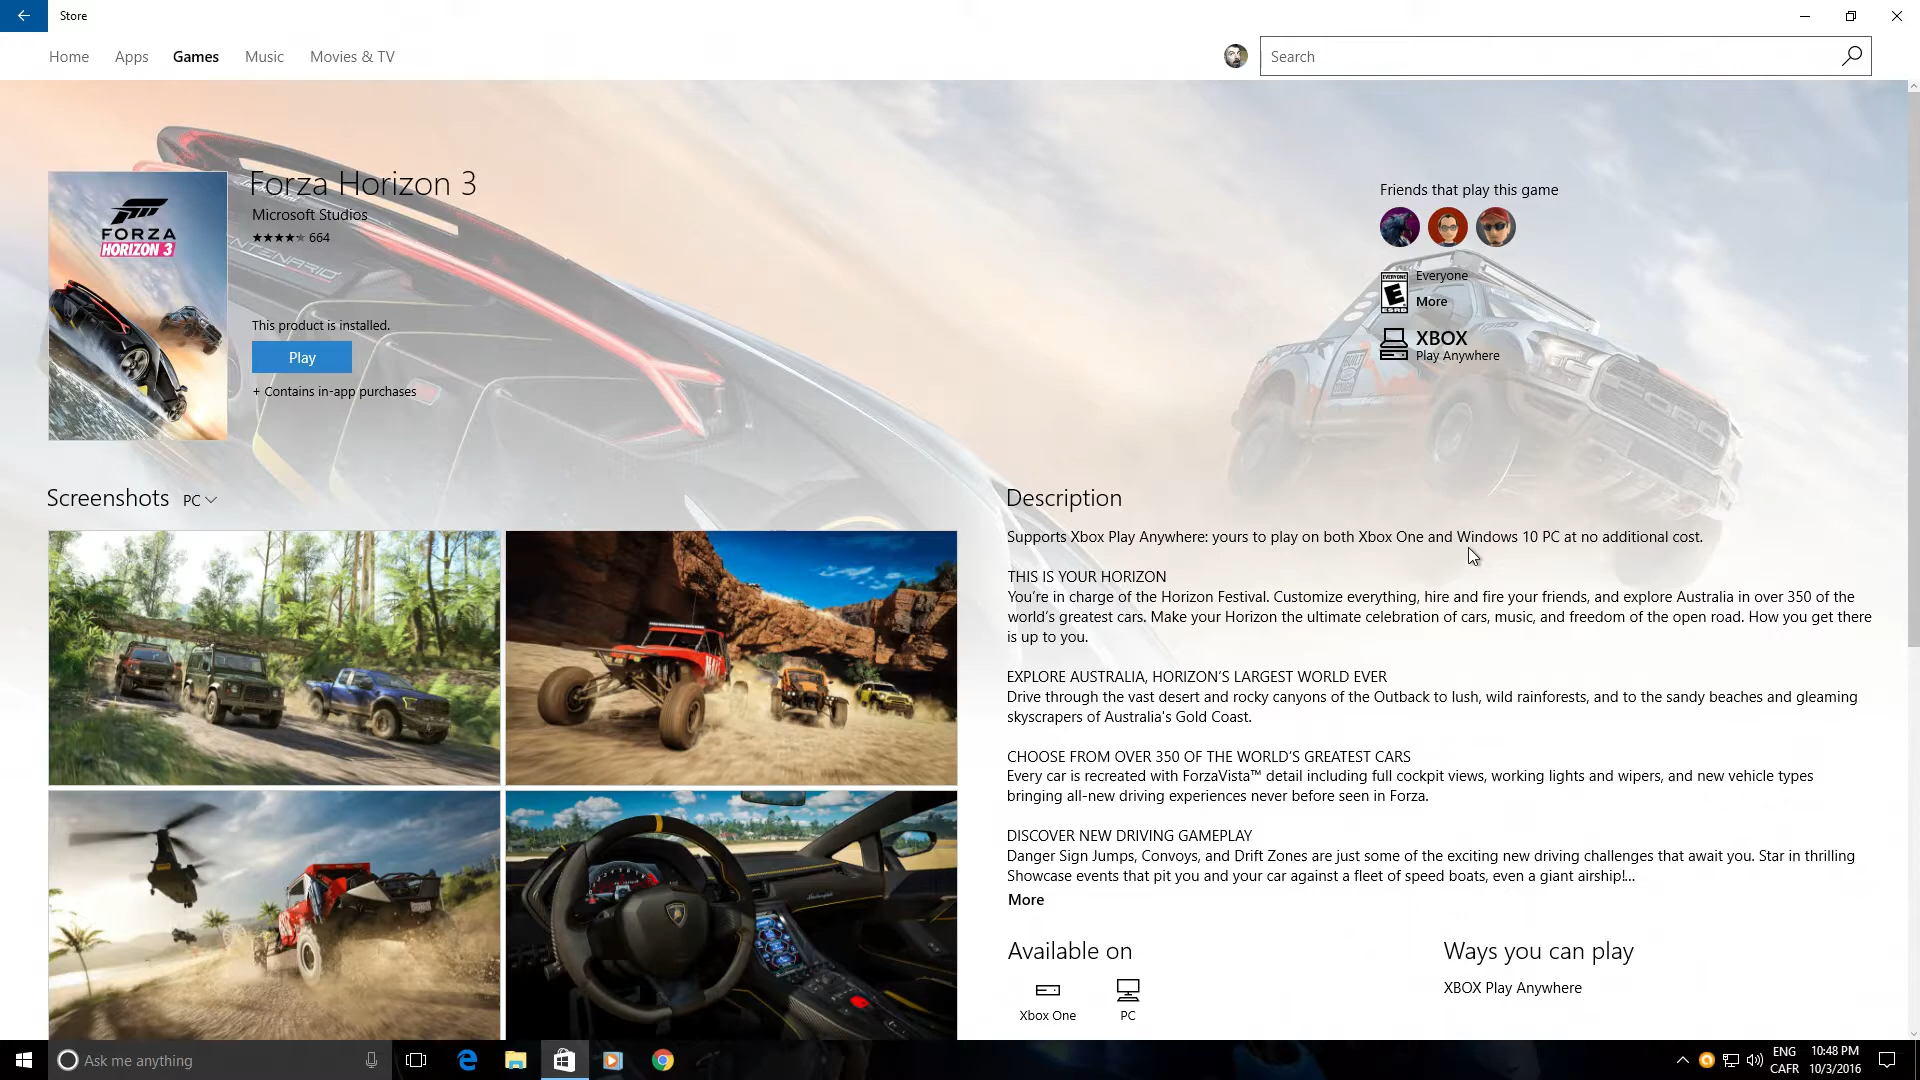 Store
Home
Apps
Games
Music
Movies & TV
Search
Forza Horizon 3
Microsoft Studios
664
FORZA
HORIZON 3
CENTENARIO
This product is installed.
Play
+ Contains in-app purchases
Friends that play this game
EVERYONE
E
ESRB
Everyone
More
XBOX
Play Anywhere
Screenshots
PC
Description
Supports Xbox Play Anywhere: yours to play on both Xbox One and Windows 10 PC at no additional cost.
THIS IS YOUR HORIZON
You're in charge of the Horizon Festival. Customize everything, hire and fire your friends, and explore Australia in over 350 of the
world's greatest cars. Make your Horizon the ultimate celebration of cars, music, and freedom of the open road. How you get there
is up to you.
EXPLORE AUSTRALIA, HORIZON'S LARGEST WORLD EVER
Drive through the vast desert and rocky canyons of the Outback to lush, wild rainforests, and to the sandy beaches and gleaming
skyscrapers of Australia's Gold Coast.
CHOOSE FROM OVER 350 OF THE WORLD'S GREATEST CARS
Every car is recreated with ForzaVista™ detail including full cockpit views, working lights and wipers, and new vehicle types
bringing all-new driving experiences never before seen in Forza.
DISCOVER NEW DRIVING GAMEPLAY
Danger Sign Jumps, Convoys, and Drift Zones are just some of the exciting new driving challenges that await you. Star in thrilling
Showcase events that pit you and your car against a fleet of speed boats, even a giant airship!...
More
Available on
Xbox One
PC
Ways you can play
XBOX Play Anywhere
Ask me anything
ENG
CAFR
10:48 PM
10/3/2016